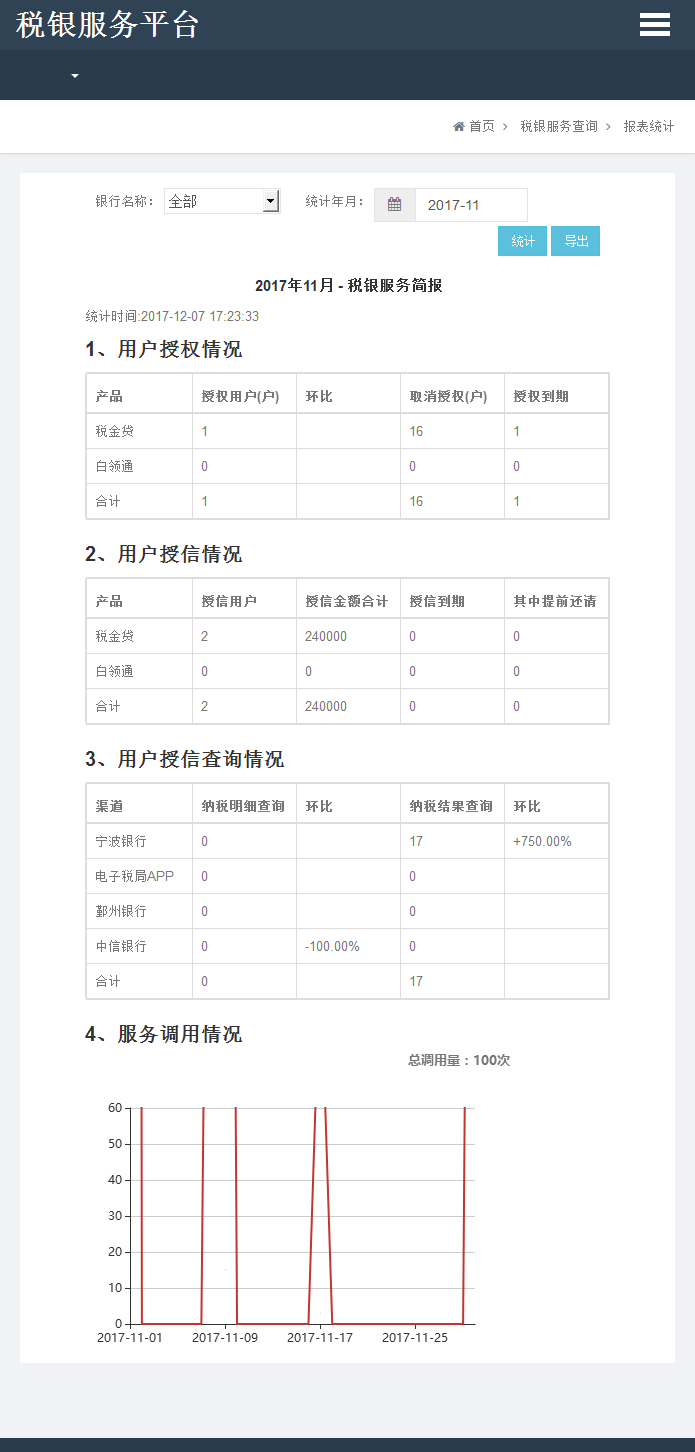 税银服务平台
首页 > 税银服务查询 > 报表统计
银行名称： 全部 统计年月： 2017-11
统计 导出
2017年11月 - 税银服务简报
统计时间:2017-12-07 17:23:33
1、用户授权情况
产品 授权用户(户) 环比 取消授权(户) 授权到期
税金贷 1 16 1
白领通 0 0 0
合计 1 16 1
2、用户授信情况
产品 授信用户 授信金额合计 授信到期 其中提前还请
税金贷 2 240000 0 0
白领通 0 0 0 0
合计 2 240000 0 0
3、用户授信查询情况
渠道 纳税明细查询 环比 纳税结果查询 环比
宁波银行 0 17 +750.00%
电子税局APP 0 0
鄞州银行 0 0
中信银行 0 -100.00% 0
合计 0 17
4、服务调用情况
总调用量：100次
60
50
40
30
20
10
0
2017-11-01 2017-11-09 2017-11-17 2017-11-25